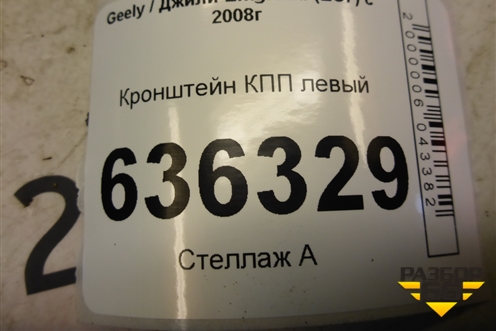 Geely / Джили
2008г
Кронштейн КПП левый
636329
Стеллаж А
2000006043382
2
РАЗБОР